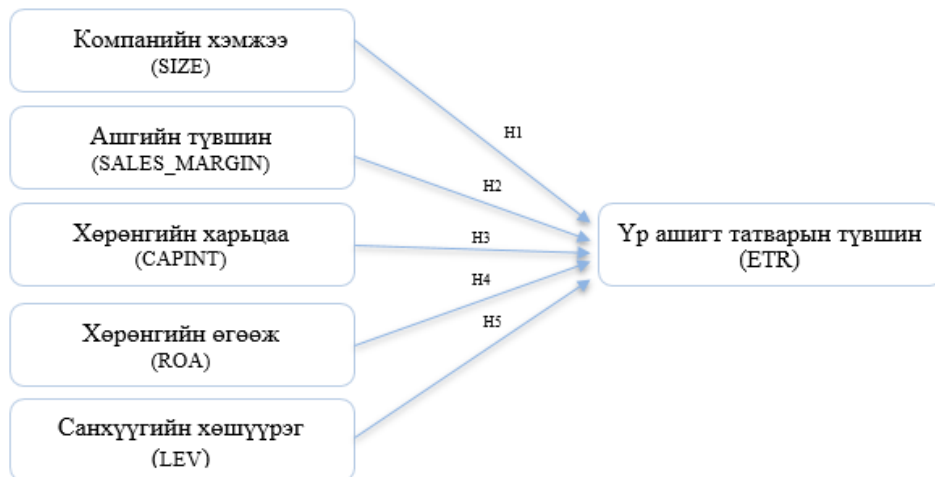 Компанийн хэмжээ
(SIZE)
Ашгийн түвшин
(SALES_MARGIN)
Хөрөнгийн харьцаа
(CAPINT)
Хөрөнгийн өгөөж
(ROA)
Санхүүгийн хөшүүрэг
(LEV)
H1
H2
H3
H4
H5
Үр ашигт татварын түвшин
(ETR)